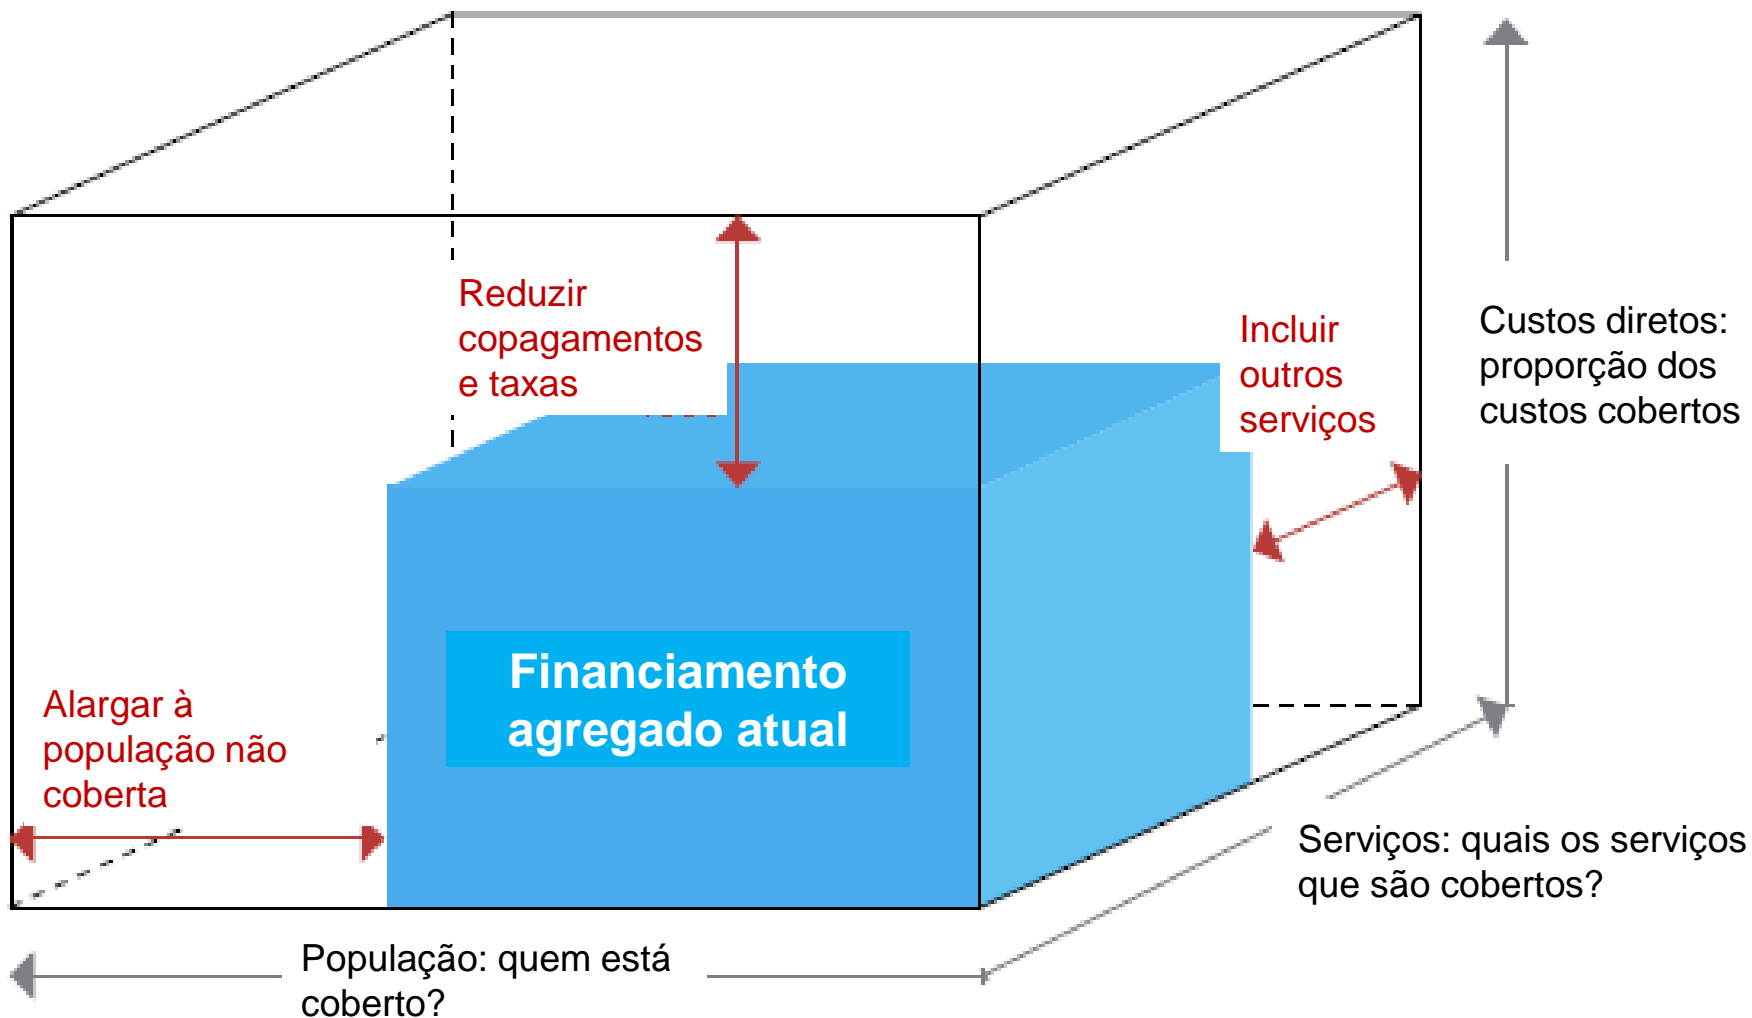 Reduzir
copagamentos
e taxas
Incluir
outros
serviços
Custos diretos:
proporção dos
custos cobertos
Financiamento
agregado atual
Alargar à
população não
coberta
Serviços: quais os serviços
que são cobertos?
População: quem está
coberto?